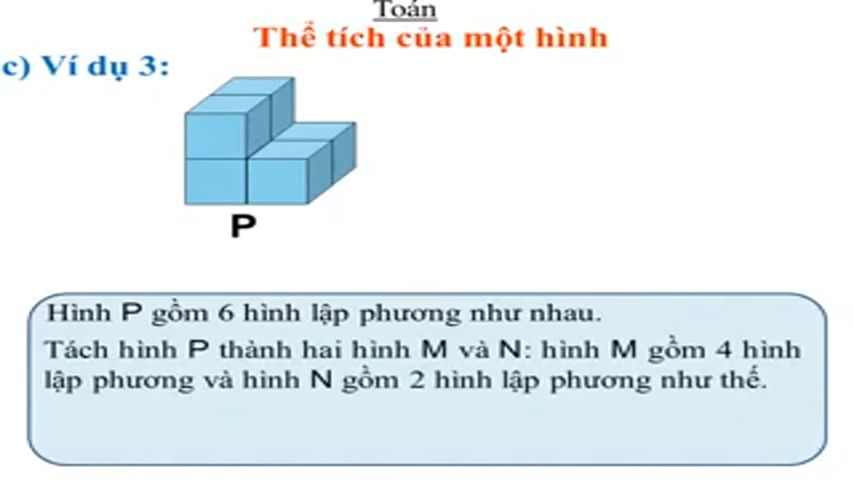 Toán
Thể tích của một hình
c) Ví dụ 3:
P
Hình P gồm 6 hình lập phương như nhau.
Tách hình P thành hai hình M và N: hình M gồm 4 hình
lập phương và hình N gồm 2 hình lập phương như thế.